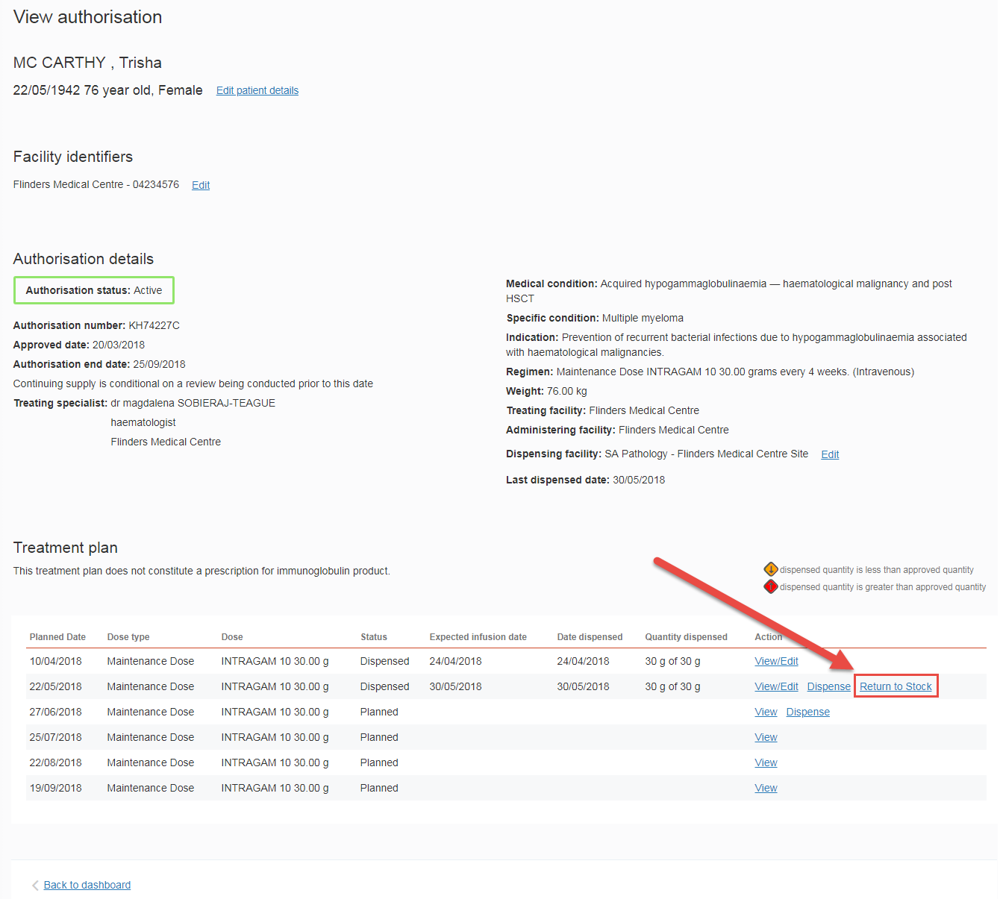 View authorisation
MC CARTHY , Trisha
22/05/1942 76 year old, Female Edit patient details
Facility identifiers
Flinders Medical Centre - 04234576 Edit
Authorisation details
Authorisation status: Active
Authorisation number: KH74227C
Approved date: 20/03/2018
Authorisation end date: 25/09/2018
Continuing supply is conditional on a review being conducted prior to this date
Treating specialist: dr magdalena SOBIERAJ-TEAGUE
haematologist
Flinders Medical Centre
Medical condition: Acquired hypogammaglobulinaemia — haematological malignancy and post
HSCT
Specific condition: Multiple myeloma
Indication: Prevention of recurrent bacterial infections due to hypogammaglobulinaemia associated
with haematological malignancies.
Regimen: Maintenance Dose INTRAGAM 10 30.00 grams every 4 weeks. (Intravenous)
Weight: 76.00 kg
Treating facility: Flinders Medical Centre
Administering facility: Flinders Medical Centre
Dispensing facility: SA Pathology - Flinders Medical Centre Site Edit
Last dispensed date: 30/05/2018
Treatment plan
This treatment plan does not constitute a prescription for immunoglobulin product.
dispensed quantity is less than approved quantity
dispensed quantity is greater than approved quantity
Planned Date Dose type Dose Status Expected infusion date Date dispensed Quantity dispensed Action
10/04/2018 Maintenance Dose INTRAGAM 10 30.00 g Dispensed 24/04/2018 24/04/2018 30 g of 30 g View/Edit
22/05/2018 Maintenance Dose INTRAGAM 10 30.00 g Dispensed 30/05/2018 30/05/2018 30 g of 30 g View/Edit Dispense Return to Stock
27/06/2018 Maintenance Dose INTRAGAM 10 30.00 g Planned View Dispense
25/07/2018 Maintenance Dose INTRAGAM 10 30.00 g Planned View
22/08/2018 Maintenance Dose INTRAGAM 10 30.00 g Planned View
19/09/2018 Maintenance Dose INTRAGAM 10 30.00 g Planned View
Back to dashboard